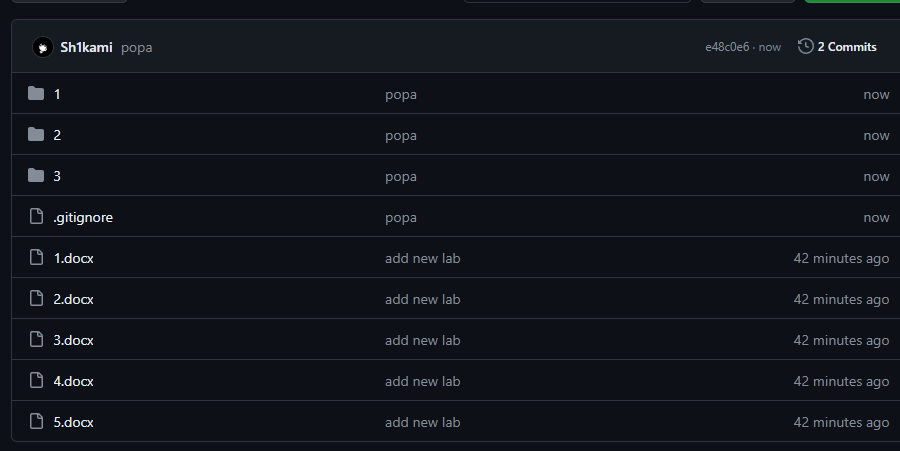 Sh1kami popa e48c0e6 · now 2 Commits
1 popa now
2 popa now
3 popa now
.gitignore popa now
1.docx add new lab 42 minutes ago
2.docx add new lab 42 minutes ago
3.docx add new lab 42 minutes ago
4.docx add new lab 42 minutes ago
5.docx add new lab 42 minutes ago